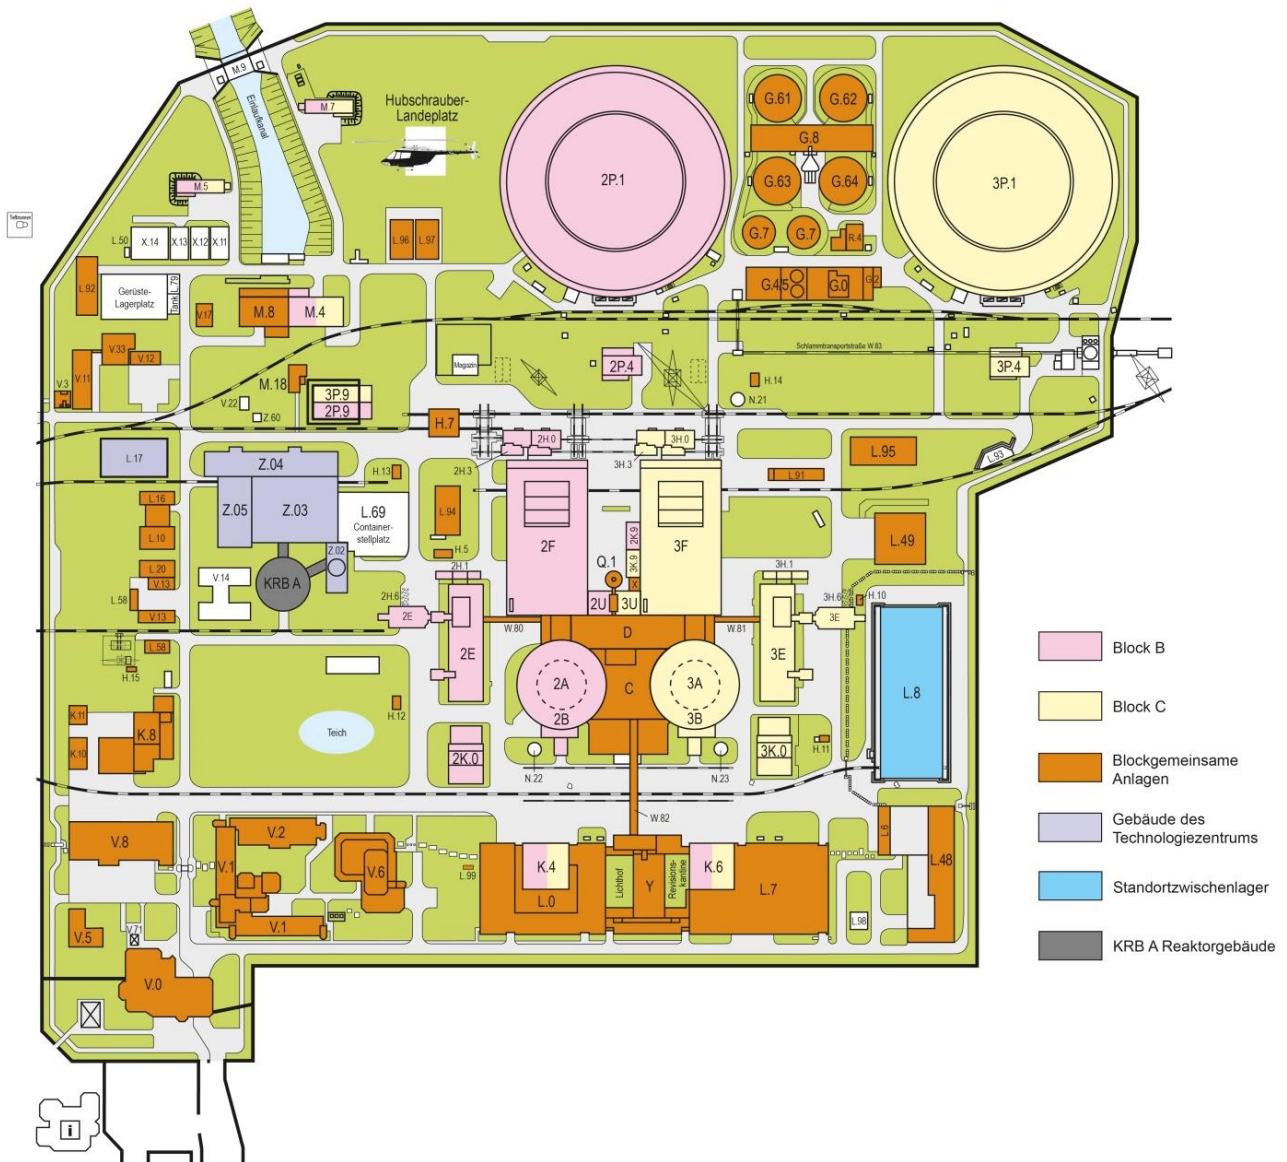 M.9
Einlaufkanal
M.7
Hubschrauber-
Landeplatz
M.5
Tiefbrunnen
L.50
X.14
X.13
X.12
X.11
L.96
L.97
2P.1
G.61
G.62
G.8
G.63
G.64
G.7
G.7
R.4
3P.1
L.92
Gerüste-
Lagerplatz
Tank
L.79
V.17
M.8
M.4
G.4/5
G.0
G.2
V.33
V.12
V.11
V.3
M.18
V.22
Z.60
3P.9
2P.9
Magazin
2P.4
Schlammtransportstraße W.83
H.14
N.21
3P.4
H.7
2H.0
2H.3
3H.0
3H.3
L.95
L.91
L.93
L.17
Z.04
Z.05
Z.03
Z.02
H.13
L.69
Container-
stellplatz
L.94
H.5
2F
3F
2K.9
3K.9
X
Q.1
2U
3U
L.49
L.16
L.10
L.20
V.13
L.58
V.13
L.58
V.14
KRB A
2H.1
2H.6
2E
2E
W.80
D
W.81
3H.1
3H.6
3E
3E
H.10
L.8
H.15
K.11
K.10
K.8
Teich
H.12
2A
2B
C
3A
3B
2K.0
N.22
N.23
3K.0
H.11
W.82
V.8
V.2
V.1
V.6
V.1
L.99
K.4
L.0
Lichthof
Y
Revisions-
kantine
K.6
L.7
L.6
L.48
L.98
V.5
V.71
V.0
i
Block B
Block C
Blockgemeinsame
Anlagen
Gebäude des
Technologiezentrums
Standortzwischenlager
KRB A Reaktorgebäude